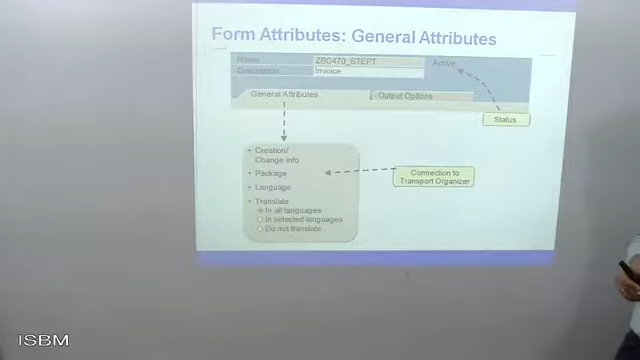 Form Attributes: General Attributes
Name ZBC470_STEPT Active
Description Invoice
General Attributes Output Options
Status
• Creation/
Change info
• Package
Connection to
Transport Organizer
• Language
• Translate
In all languages
In selected languages
Do not translate
ISBM